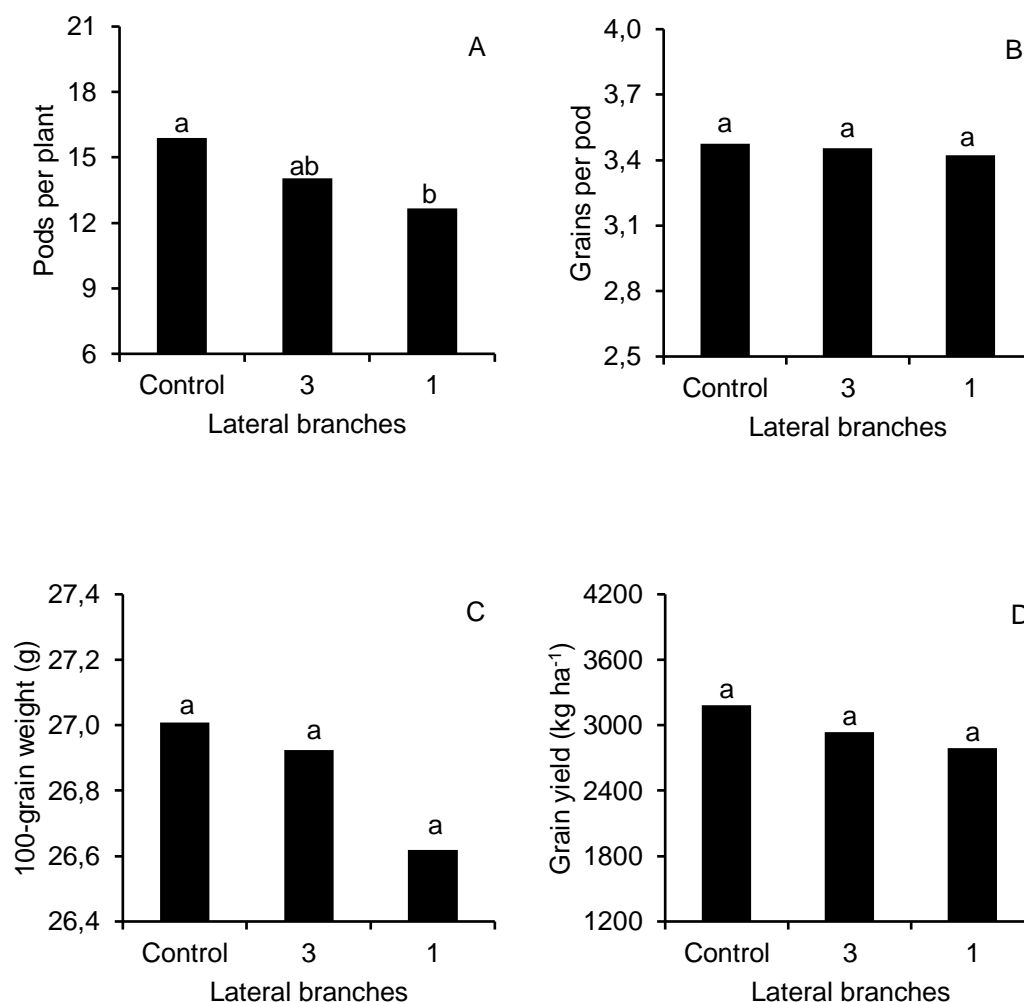 A
Pods per plant
21
18
15
12
9
6
a
ab
b
Control 3 1
Lateral branches
B
Grains per pod
4,0
3,7
3,4
3,1
2,8
2,5
a
a
a
Control 3 1
Lateral branches
C
100-grain weight (g)
27,4
27,2
27,0
26,8
26,6
26,4
a
a
a
Control 3 1
Lateral branches
D
Grain yield (kg ha-1)
4200
3600
3000
2400
1800
1200
a
a
a
Control 3 1
Lateral branches